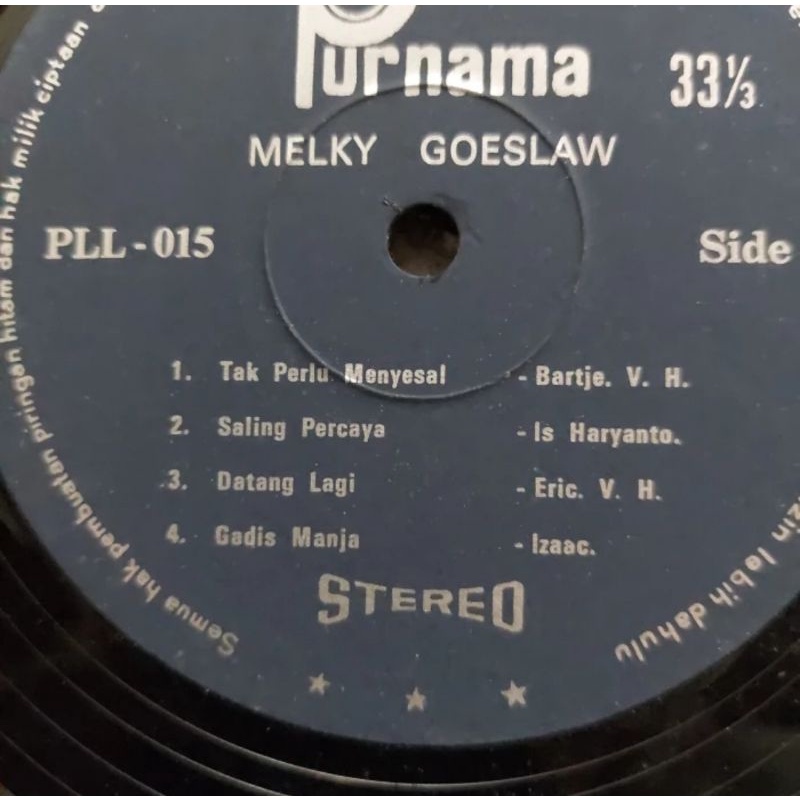 Purnama
33⅓
MELKY GOESLAW
PLL - 015
Side
1. Tak Perlu Menyesal - Bartje. V. H.
2. Saling Percaya - Is Haryanto.
3. Datang Lagi - Eric. V. H.
4. Gadis Manja - Izaac.
STEREO
Semua hak pembuatan piringan hitam dan hak milik ciptaan
lebih dahulu